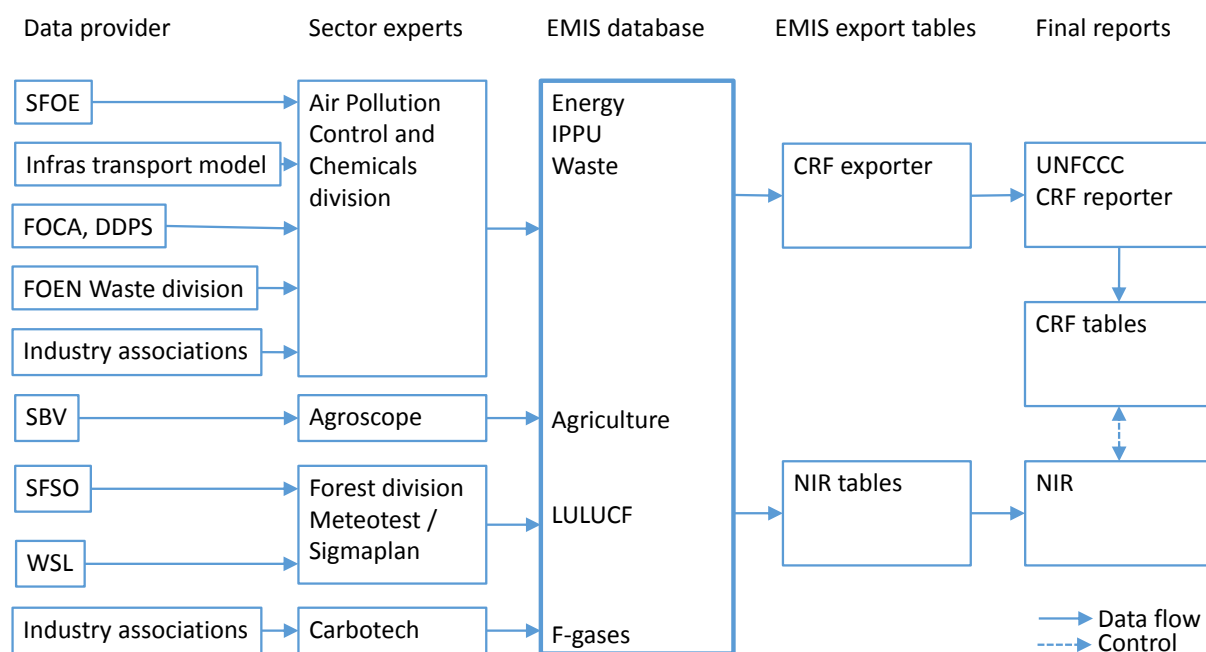 Data provider
Sector experts
EMIS database
EMIS export tables
Final reports
SFOE
Infras transport model
FOCA, DDPS
FOEN Waste division
Industry associations
SBV
SFSO
WSL
Industry associations
Air Pollution
Control and
Chemicals
division
Agroscope
Forest division
Meteotest /
Sigmaplan
Carbotech
Energy
IPPU
Waste
Agriculture
LULUCF
F-gases
CRF exporter
NIR tables
UNFCCC
CRF reporter
CRF tables
NIR
Data flow
Control